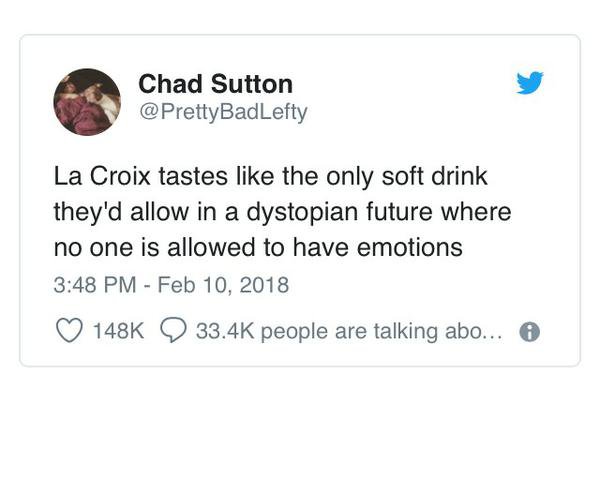 Chad Sutton
@PrettyBadLefty
La Croix tastes like the only soft drink
they'd allow in a dystopian future where
no one is allowed to have emotions
3:48 PM - Feb 10, 2018
148K 33.4K people are talking abo...